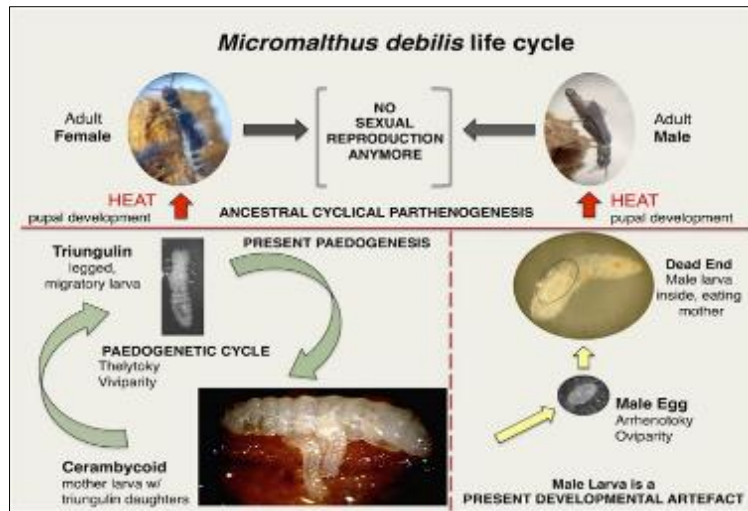 Micromalthus debilis life cycle
Adult
Female
NO
SEXUAL
REPRODUCTION
ANYMORE
Adult
Male
HEAT
pupal development
HEAT
pupal development
ANCESTRAL CYCLICAL PARTHENOGENESIS
PRESENT PAEDOGENESIS
Triungulin
legged,
migratory larva
PAEDOGENETIC CYCLE
Thelytoky
Viviparity
Cerambycoid
mother larva w/
triungulin daughters
Dead End
Male larva
inside, eating
mother
Male Egg
Arrhenotoky
Oviparity
Male Larva is a
PRESENT DEVELOPMENTAL ARTEFACT